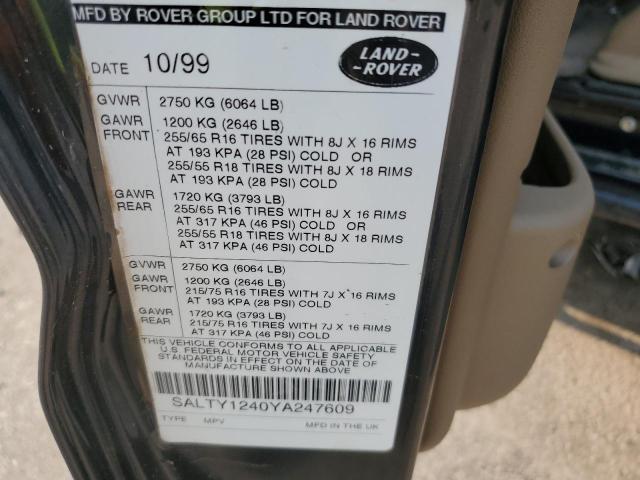 MFD BY ROVER GROUP LTD FOR LAND ROVER
DATE 10/99
LAND-
-ROVER
GVWR 2750 KG (6064 LB)
GAWR FRONT 1200 KG (2646 LB)
255/65 R16 TIRES WITH 8J X 16 RIMS
AT 193 KPA (28 PSI) COLD OR
255/55 R18 TIRES WITH 8J X 18 RIMS
AT 193 KPA (28 PSI) COLD
GAWR REAR 1720 KG (3793 LB)
255/65 R16 TIRES WITH 8J X 16 RIMS
AT 317 KPA (46 PSI) COLD OR
255/55 R18 TIRES WITH 8J X 18 RIMS
AT 317 KPA (46 PSI) COLD
GVWR 2750 KG (6064 LB)
GAWR FRONT 1200 KG (2646 LB)
215/75 R16 TIRES WITH 7J X 16 RIMS
AT 193 KPA (28 PSI) COLD
GAWR REAR 1720 KG (3793 LB)
215/75 R16 TIRES WITH 7J X 16 RIMS
AT 317 KPA (46 PSI) COLD
THIS VEHICLE CONFORMS TO ALL APPLICABLE
U.S. FEDERAL MOTOR VEHICLE SAFETY
STANDARDS IN EFFECT ON THE DATE OF
MANUFACTURE SHOWN ABOVE
SALTY1240YA247609
TYPE MPV MFD IN THE UK